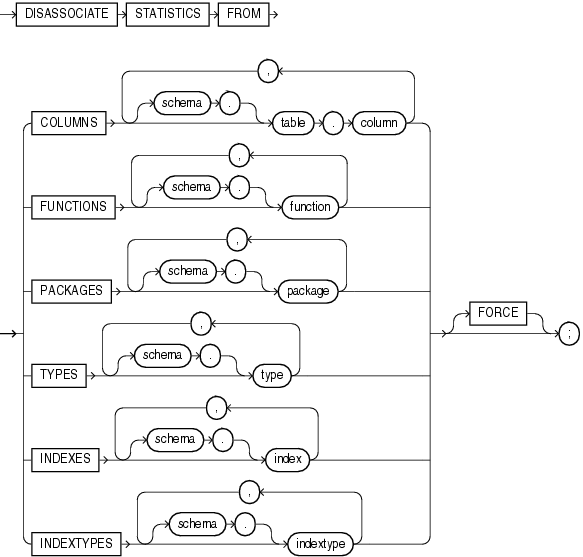 DISASSOCIATE STATISTICS FROM
,
schema .
COLUMNS table . column
,
schema .
FUNCTIONS function
,
schema .
PACKAGES package
FORCE
;
,
schema .
TYPES type
,
schema .
INDEXES index
,
schema .
INDEXTYPES indextype